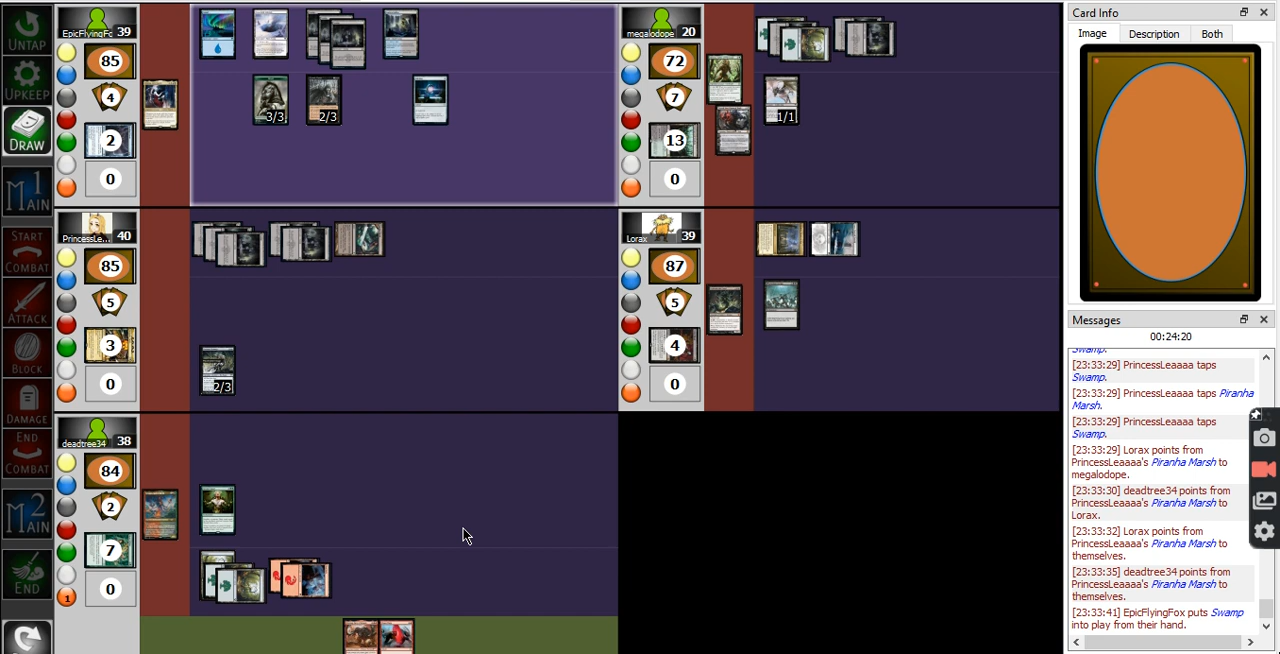 UNTAP
UPKEEP
DRAW
M1
MAIN
START
COMBAT
ATTACK
BLOCK
DAMAGE
END
COMBAT
M2
MAIN
END
EpicFlyingFo 39
85
4
2
0
3/3
2/3
megalodope 20
72
7
13
0
1/1
PrincessLe... 40
85
5
3
0
2/3
Lorax 39
87
5
4
0
deadtree34 38
84
2
7
1
0
Card Info
Image Description Both
Messages
00:24:20
Swamp.
[23:33:29] PrincessLeaaaa taps
Swamp.
[23:33:29] PrincessLeaaaa taps Piranha
Marsh.
[23:33:29] PrincessLeaaaa taps
Swamp.
[23:33:29] Lorax points from
PrincessLeaaaa's Piranha Marsh to
megalodope.
[23:33:30] deadtree34 points from
PrincessLeaaaa's Piranha Marsh to
Lorax.
[23:33:32] Lorax points from
PrincessLeaaaa's Piranha Marsh to
themselves.
[23:33:35] deadtree34 points from
PrincessLeaaaa's Piranha Marsh to
themselves.
[23:33:41] EpicFlyingFox puts Swamp
into play from their hand.